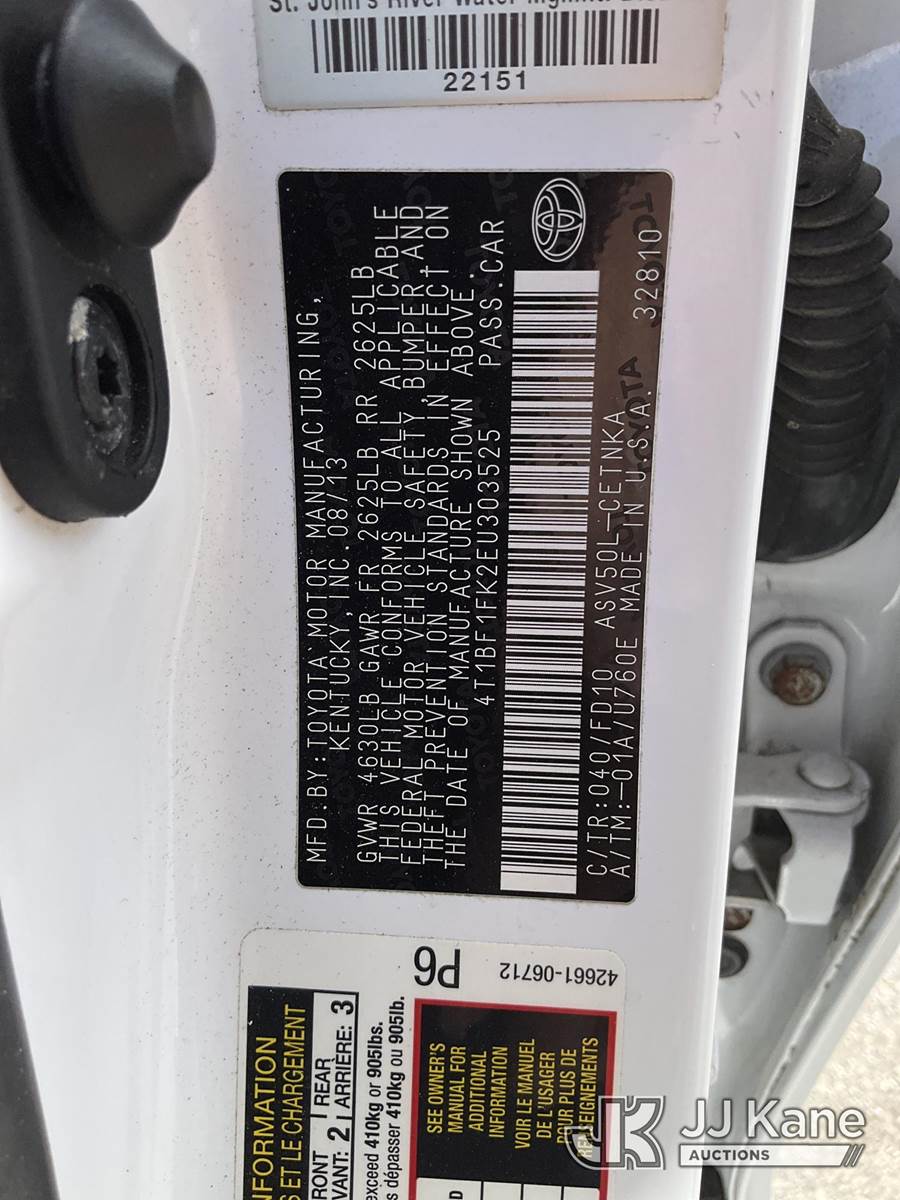 22151
MFD.BY:TOYOTA MOTOR MANUFACTURING,
KENTUCKY, INC. 08/13
GVWR 4630LB GAWR FR 2625LB RR 2625LB
THIS VEHICLE CONFORMS TO ALL APPLICABLE
FEDERAL MOTOR VEHICLE SAFETY, BUMPER, AND
THEFT PREVENTION STANDARDS IN EFFECT ON
THE DATE OF MANUFACTURE SHOWN ABOVE.
4T1BF1FK2EU303525 PASS.CAR
C/TR:040/FD10 ASV50L-CETNKA
A/TM:-01A/U760E MADE IN U.S.A. 32810
TOYOTA
P6
42661-06712
ET LE CHARGEMENT
REAR
AVANT: 2 ARRIÈRE: 3
exceed 410kg or 905lbs.
dépasser 410kg ou 905lb.
SEE OWNER'S
MANUAL FOR
ADDITIONAL
INFORMATION
VOIR LE MANUEL
DE L'USAGER
POUR PLUS DE
RENSEIGNEMENTS
JJ Kane
AUCTIONS